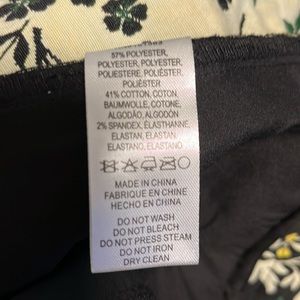 57% POLYESTER,
POLYESTER, POLYESTER,
POLIESTERE, POLIÉSTER,
POLIÉSTER
41% COTTON, COTON,
BAUMWOLLE, COTONE,
ALGODÃO, ALGODÓN
2% SPANDEX, ÉLASTHANNE,
ELASTAN, ELASTAN,
ELASTANO, ELASTANO
MADE IN CHINA
FABRIQUE EN CHINE
HECHO EN CHINA
DO NOT WASH
DO NOT BLEACH
DO NOT PRESS STEAM
DO NOT IRON
DRY CLEAN